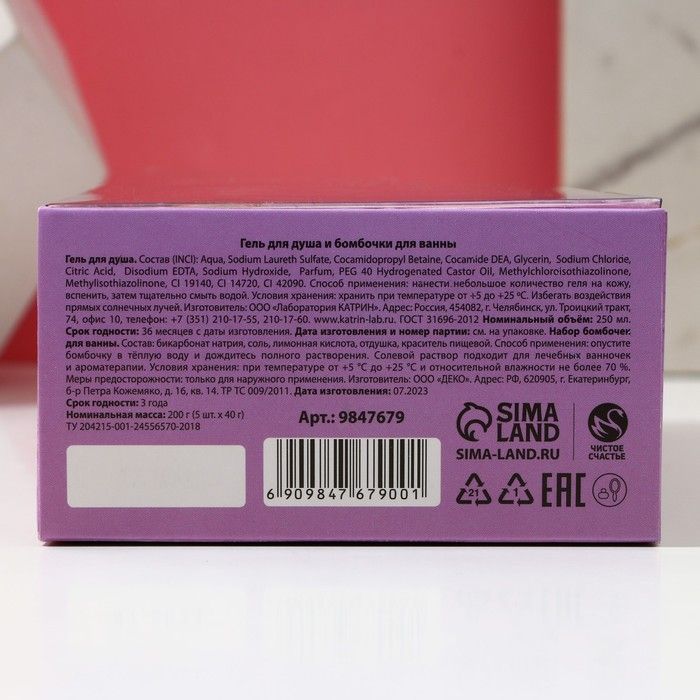 Гель для душа и бомбочки для ванны
Гель для душа. Состав (INCI): Aqua, Sodium Laureth Sulfate, Cocamidopropyl Betaine, Cocamide DEA, Glycerin, Sodium Chloride,
Citric Acid, Disodium EDTA, Sodium Hydroxide, Parfum, PEG 40 Hydrogenated Castor Oil, Methylchloroisothiazolinone,
Methylisothiazolinone, CI 19140, CI 14720, CI 42090. Способ применения: нанести небольшое количество геля на кожу,
вспенить, затем тщательно смыть водой. Условия хранения: хранить при температуре от +5 до +25 °С. Избегать воздействия
прямых солнечных лучей. Изготовитель: ООО «Лаборатория КАТРИН». Адрес: Россия, 454082, г. Челябинск, ул. Троицкий тракт,
74, офис 10, телефон: +7 (351) 210-17-55, 210-17-60. www.katrin-lab.ru. ГОСТ 31696-2012 Номинальный объём: 250 мл.
Срок годности: 36 месяцев с даты изготовления. Дата изготовления и номер партии: см. на упаковке. Набор бомбочек
для ванны. Состав: бикарбонат натрия, соль, лимонная кислота, отдушка, краситель пищевой. Способ применения: опустите
бомбочку в тёплую воду и дождитесь полного растворения. Солевой раствор подходит для лечебных ванночек
и ароматерапии. Условия хранения: при температуре от +5 °С до +25 °С и относительной влажности не более 70 %.
Меры предосторожности: только для наружного применения. Изготовитель: ООО «ДЕКО». Адрес: РФ, 620905, г. Екатеринбург,
б-р Петра Кожемяко, д. 16, кв. 14. ТР ТС 009/2011. Дата изготовления: 07.2023
Срок годности: 3 года
Номинальная масса: 200 г (5 шт. х 40 г)
ТУ 204215-001-24556570-2018
Арт.: 9847679
SIMA
LAND
SIMA-LAND.RU
ЧИСТОЕ
СЧАСТЬЕ
6 909847 679001
21
1
EAC